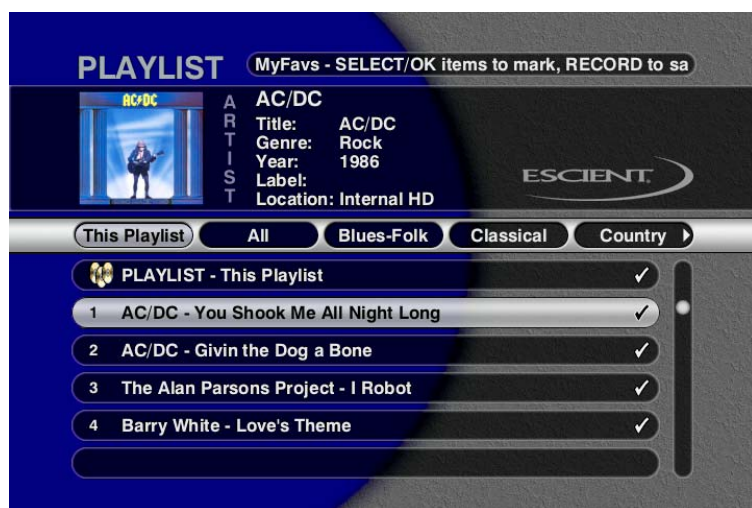 PLAYLIST
MyFavs - SELECT/OK items to mark, RECORD to sa
AC/DC
ARTIST
AC/DC
Title: AC/DC
Genre: Rock
Year: 1986
Label:
Location: Internal HD
ESCIENT.
This Playlist All Blues-Folk Classical Country
PLAYLIST - This Playlist
1 AC/DC - You Shook Me All Night Long
2 AC/DC - Givin the Dog a Bone
3 The Alan Parsons Project - I Robot
4 Barry White - Love's Theme